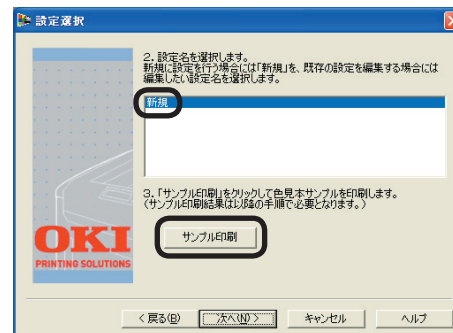 設定選択
2. 設定名を選択します。
新規に設定を行う場合には「新規」を、既存の設定を編集する場合には
編集したい設定名を選択します。
新規
3. 「サンプル印刷」をクリックして色見本サンプルを印刷します。
(サンプル印刷結果は以降の手順で必要となります。)
サンプル印刷
OKI
PRINTING SOLUTIONS
< 戻る(B)
次へ(N) >
キャンセル
ヘルプ